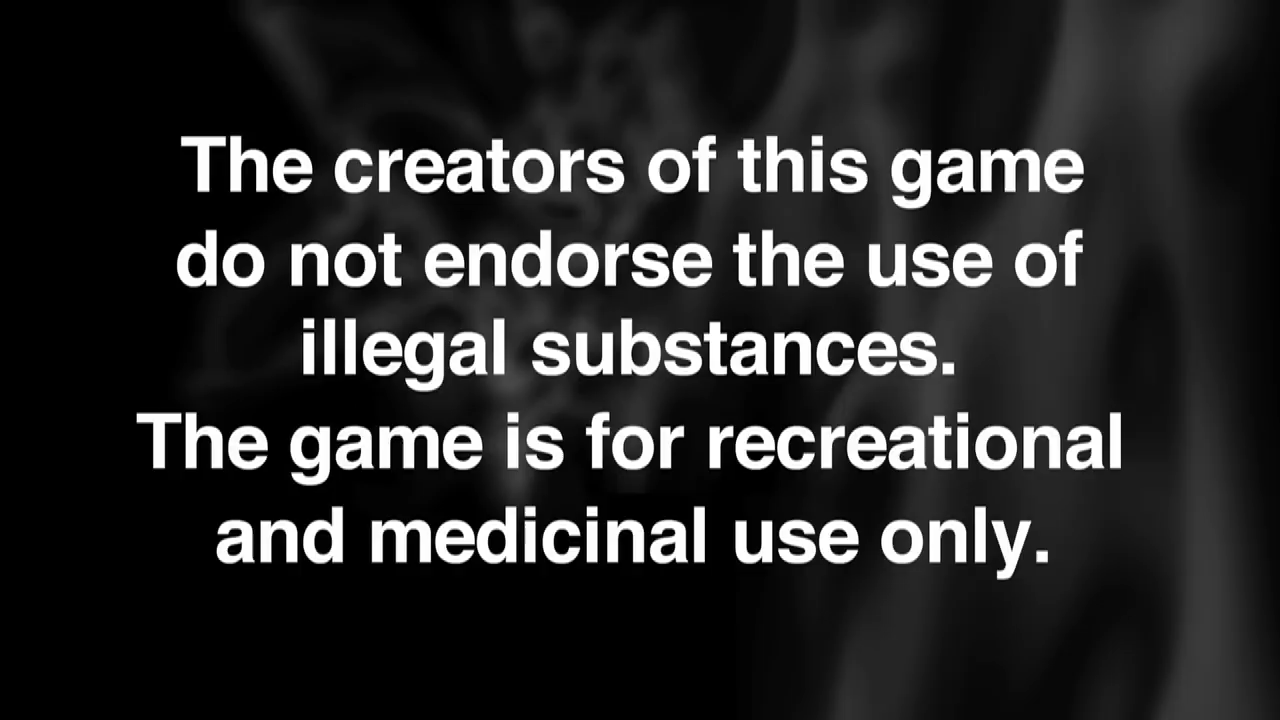 The creators of this game
do not endorse the use of
illegal substances.
The game is for recreational
and medicinal use only.